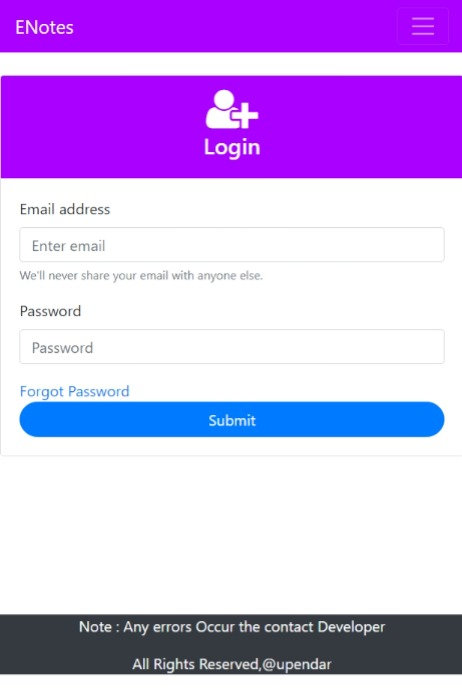 ENotes
Login
Email address
Enter email
We'll never share your email with anyone else.
Password
Password
Forgot Password
Submit
Note : Any errors Occur the contact Developer
All Rights Reserved,@upendar